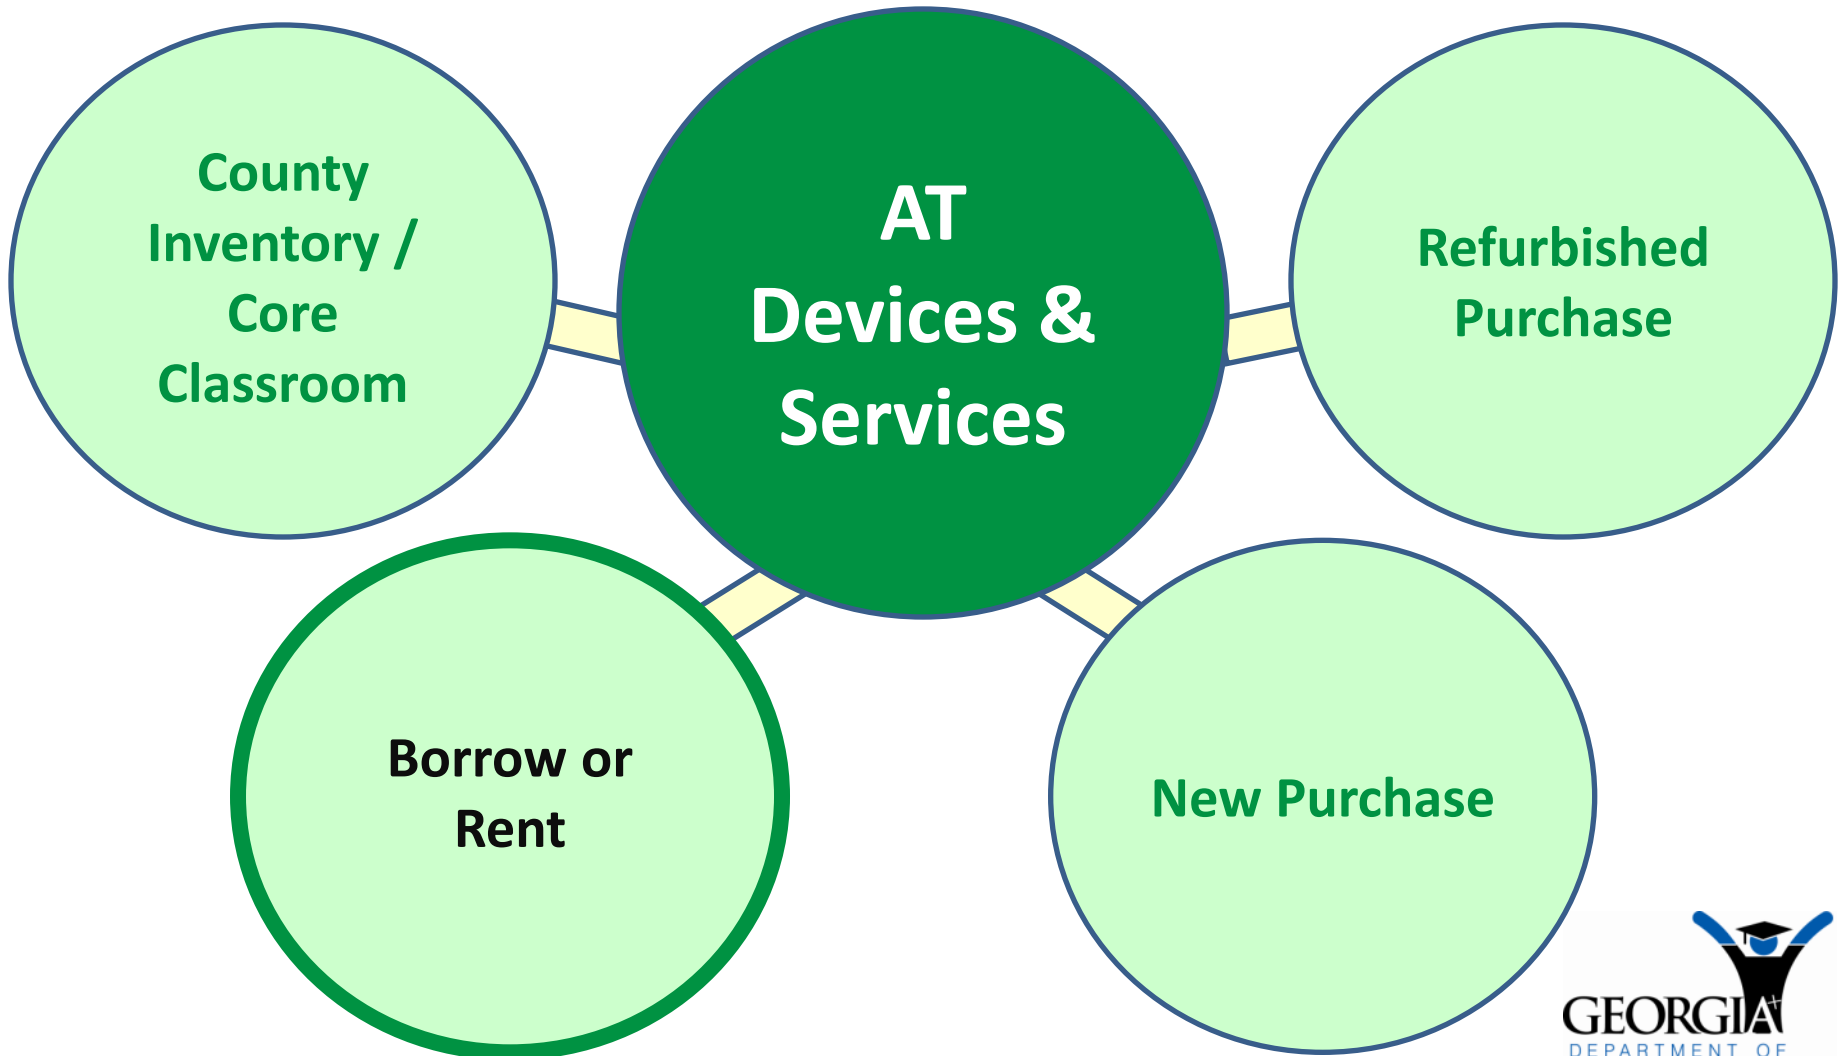 County
Inventory /
Core
Classroom
AT
Devices &
Services
Refurbished
Purchase
Borrow or
Rent
New Purchase
GEORGIA
DEPARTMENT OF